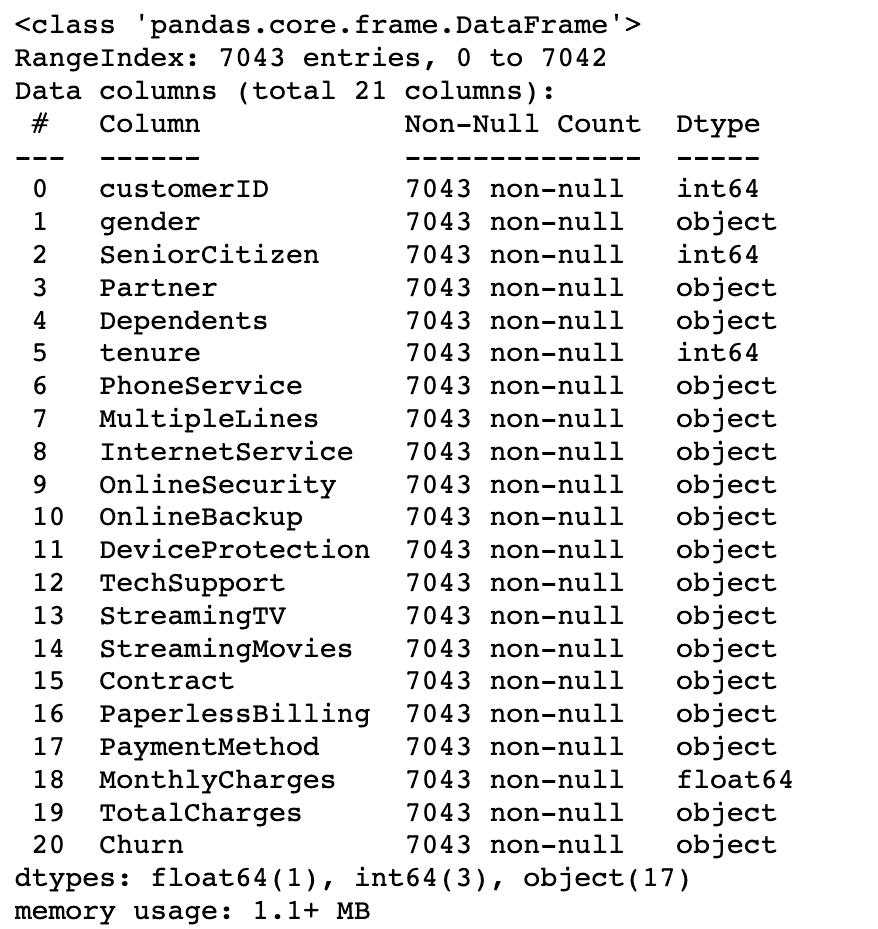 <class 'pandas.core.frame.DataFrame'>
RangeIndex: 7043 entries, 0 to 7042
Data columns (total 21 columns):
 #   Column            Non-Null Count  Dtype
---  ------            --------------  -----
 0   customerID        7043 non-null   int64
 1   gender            7043 non-null   object
 2   SeniorCitizen     7043 non-null   int64
 3   Partner           7043 non-null   object
 4   Dependents        7043 non-null   object
 5   tenure            7043 non-null   int64
 6   PhoneService      7043 non-null   object
 7   MultipleLines     7043 non-null   object
 8   InternetService   7043 non-null   object
 9   OnlineSecurity    7043 non-null   object
 10  OnlineBackup      7043 non-null   object
 11  DeviceProtection  7043 non-null   object
 12  TechSupport       7043 non-null   object
 13  StreamingTV       7043 non-null   object
 14  StreamingMovies   7043 non-null   object
 15  Contract          7043 non-null   object
 16  PaperlessBilling  7043 non-null   object
 17  PaymentMethod     7043 non-null   object
 18  MonthlyCharges    7043 non-null   float64
 19  TotalCharges      7043 non-null   object
 20  Churn             7043 non-null   object
dtypes: float64(1), int64(3), object(17)
memory usage: 1.1+ MB